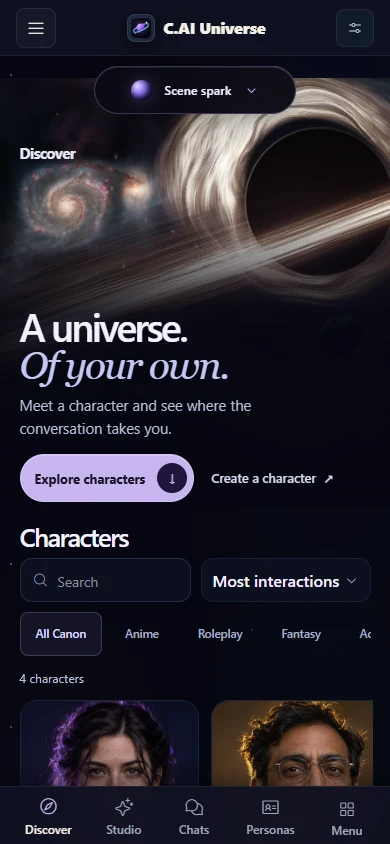 C.AI Universe
Scene spark
Discover
A universe.
Of your own.
Meet a character and see where the
conversation takes you.
Explore characters ↓
Create a character ↗
Characters
Search
Most interactions
All Canon
Anime
Roleplay
Fantasy
Ac
4 characters
Discover
Studio
Chats
Personas
Menu